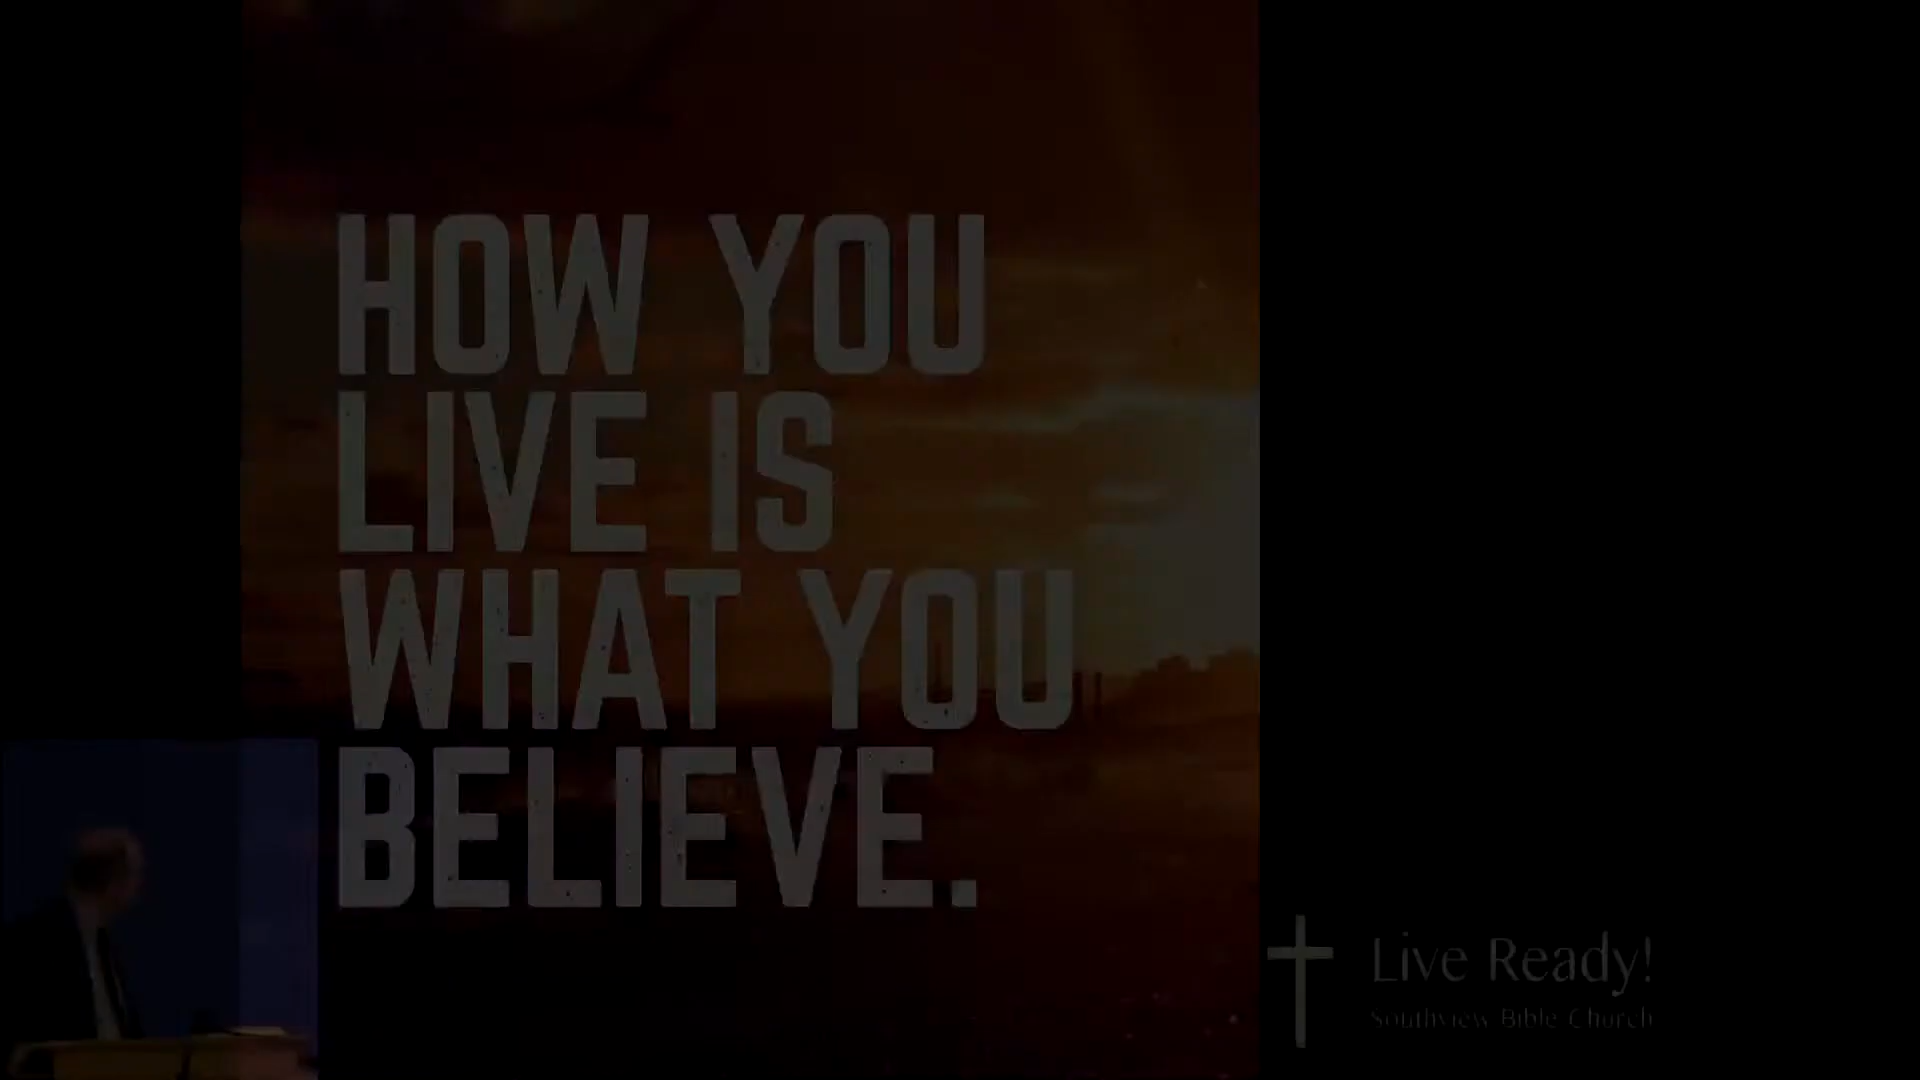 HOW YOU
LIVE IS
WHAT YOU
BELIEVE.
Live Ready!
Southview Bible Church